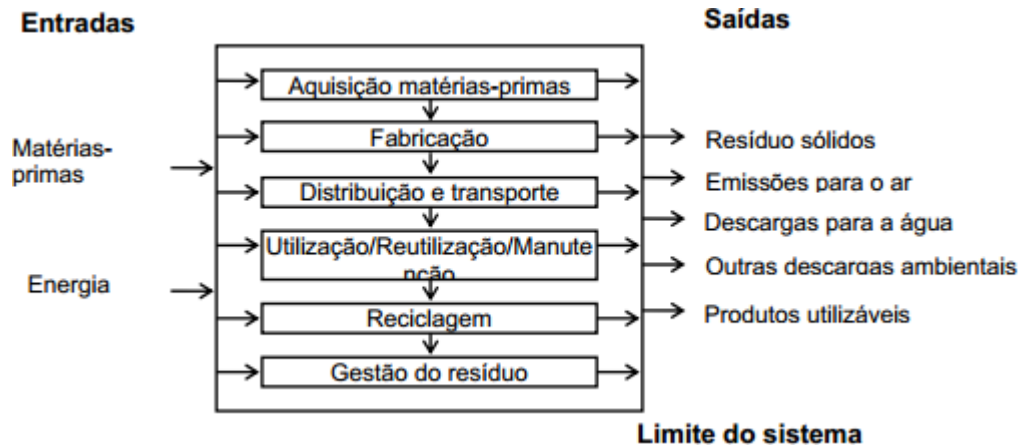 Entradas
Saídas
Aquisição matérias-primas
Fabricação
Distribuição e transporte
Utilização/Reutilização/Manute
nção
Reciclagem
Gestão do resíduo
Matérias-
primas
Energia
Resíduo sólidos
Emissões para o ar
Descargas para a água
Outras descargas ambientais
Produtos utilizáveis
Limite do sistema